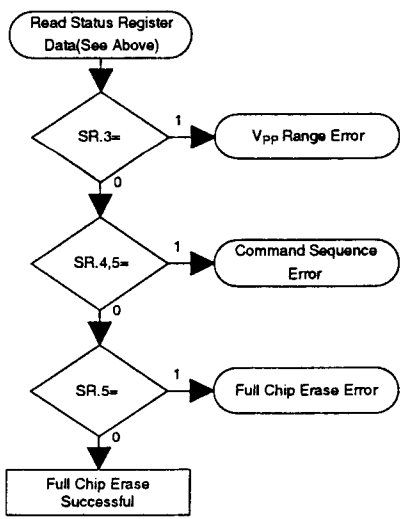 Read Status Register
Data(See Above)
SR.3=
1
VPP Range Error
0
SR.4,5=
1
Command Sequence
Error
0
SR.5=
1
Full Chip Erase Error
0
Full Chip Erase
Successful